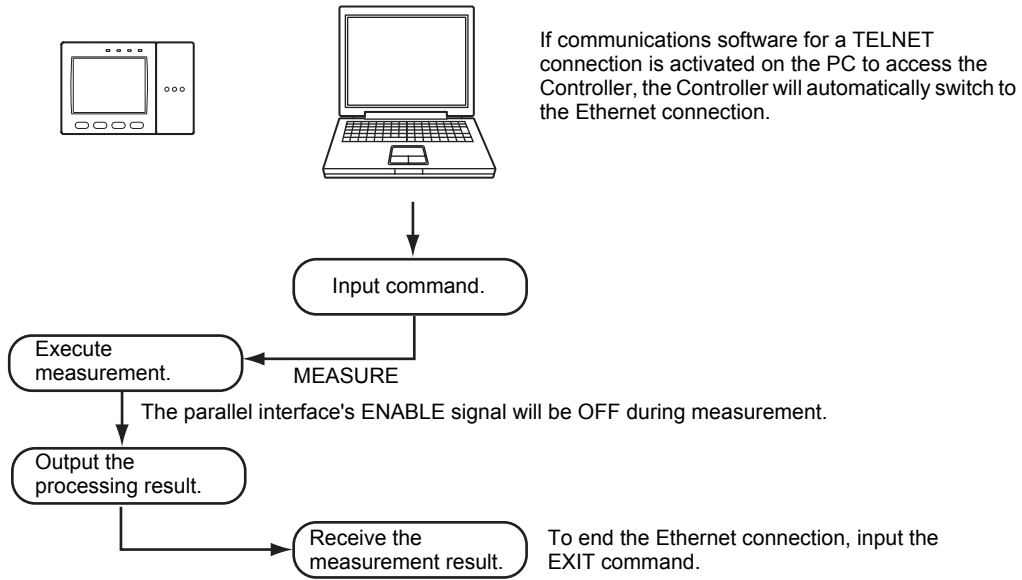 If communications software for a TELNET
connection is activated on the PC to access the
Controller, the Controller will automatically switch to
the Ethernet connection.
Input command.
Execute
measurement.
MEASURE
The parallel interface's ENABLE signal will be OFF during measurement.
Output the
processing result.
Receive the
measurement result.
To end the Ethernet connection, input the
EXIT command.